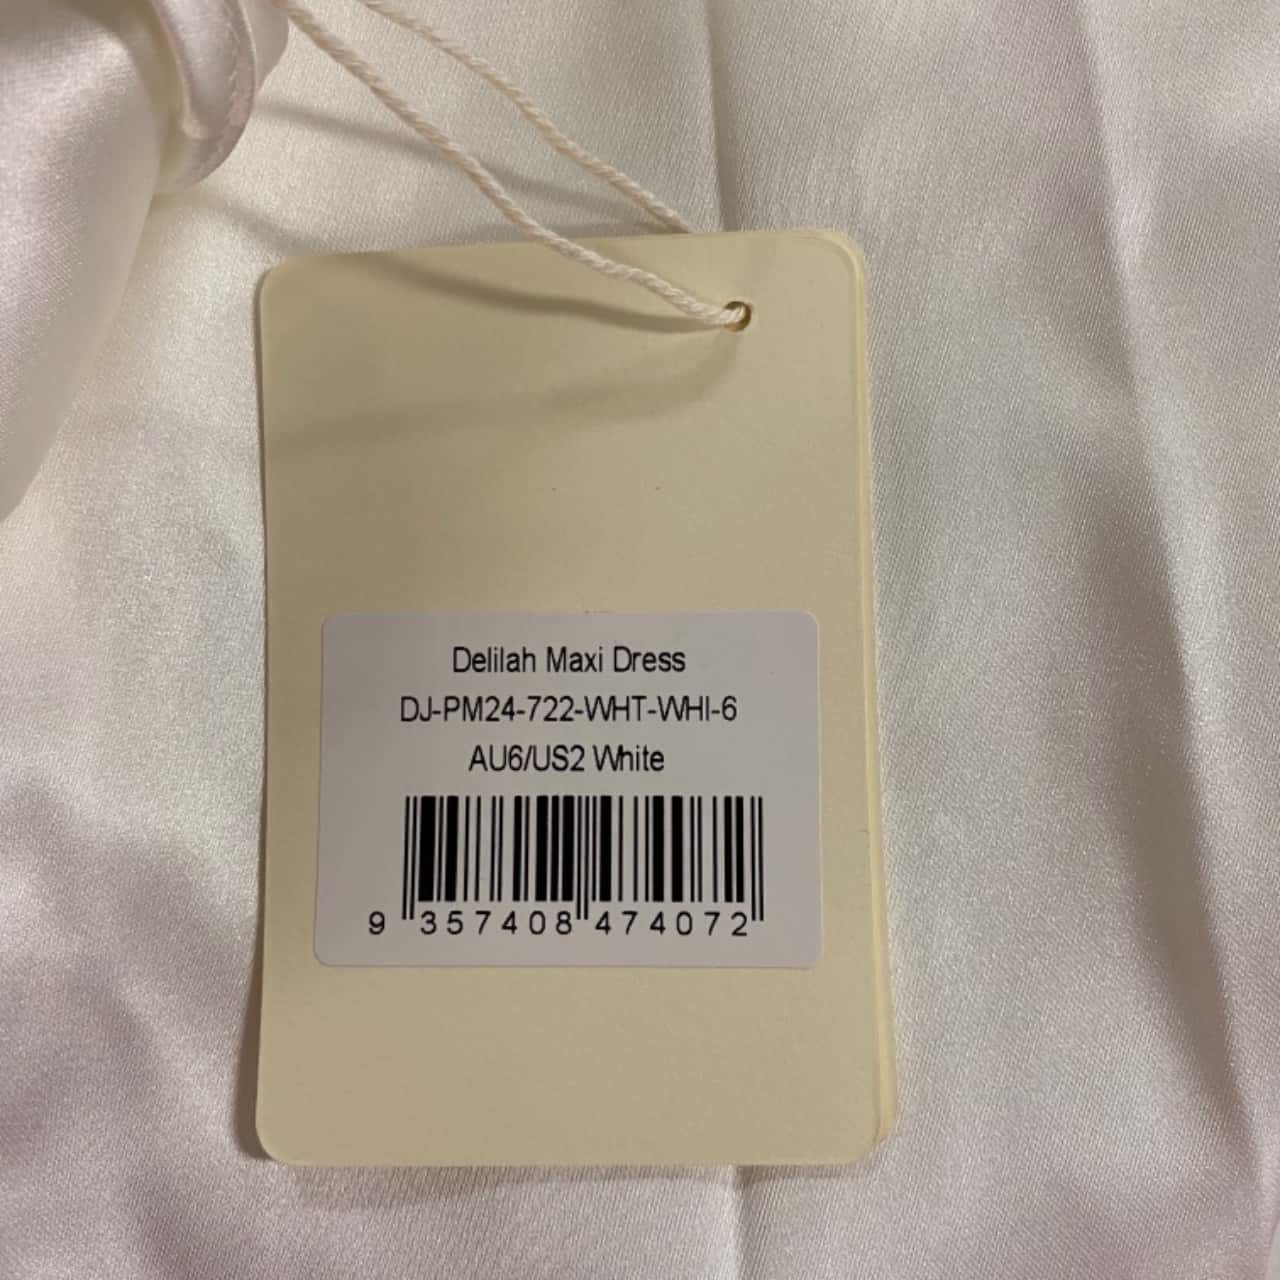 Delilah Maxi Dress
DJ-PM24-722-WHT-WHI-6
AU6/US2 White
9 357408 474072